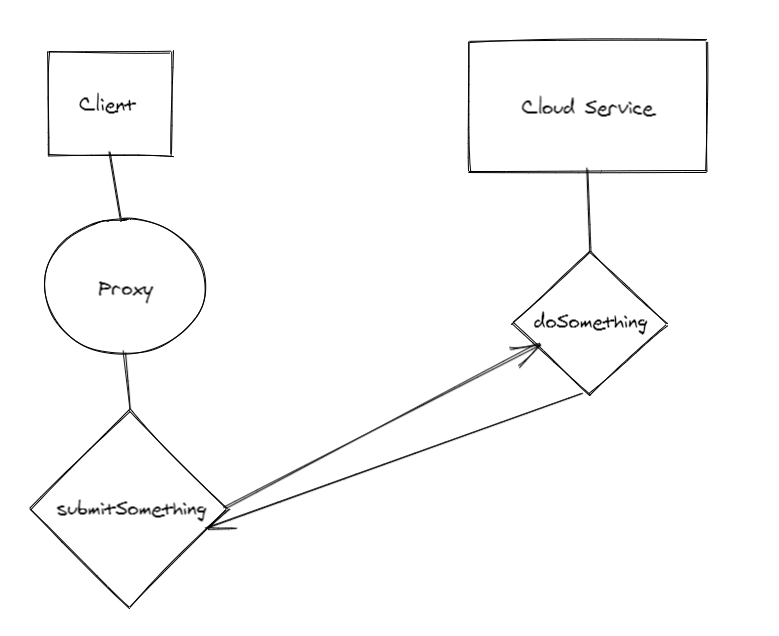 Client
Cloud Service
Proxy
doSomething
submitSomething